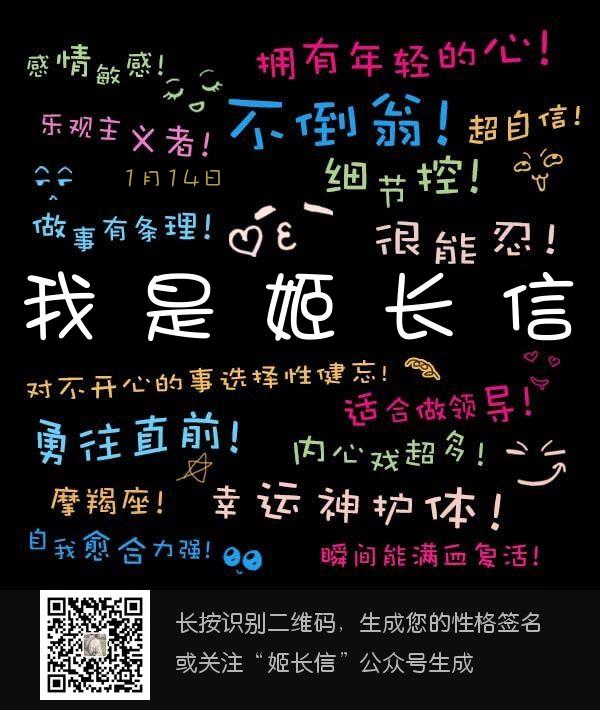 感情敏感!
拥有年轻的心!
乐观主义者!
不倒翁!
超自信!
1月14日
细节控!
做事有条理!
很能忍!
我是姬长信
对不开心的事选择性健忘!
适合做领导!
勇往直前!
内心戏超多!
摩羯座!
幸运神护体!
自我愈合力强!
瞬间能满血复活!
长按识别二维码，生成您的性格签名
或关注“姬长信”公众号生成